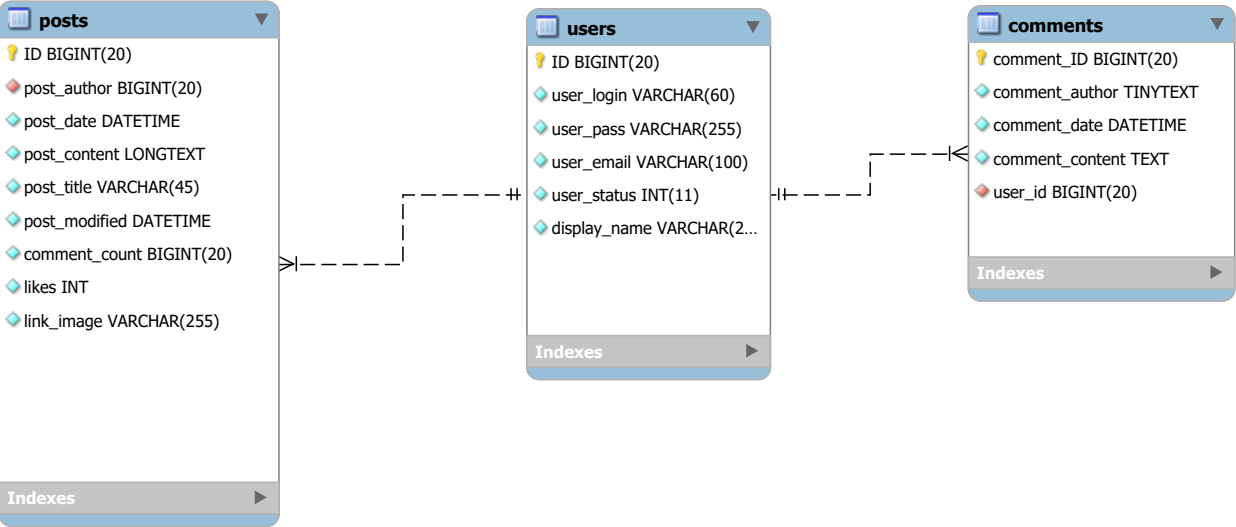 posts
ID BIGINT(20)
post_author BIGINT(20)
post_date DATETIME
post_content LONGTEXT
post_title VARCHAR(45)
post_modified DATETIME
comment_count BIGINT(20)
likes INT
link_image VARCHAR(255)
Indexes
users
ID BIGINT(20)
user_login VARCHAR(60)
user_pass VARCHAR(255)
user_email VARCHAR(100)
user_status INT(11)
display_name VARCHAR(2...
Indexes
comments
comment_ID BIGINT(20)
comment_author TINYTEXT
comment_date DATETIME
comment_content TEXT
user_id BIGINT(20)
Indexes